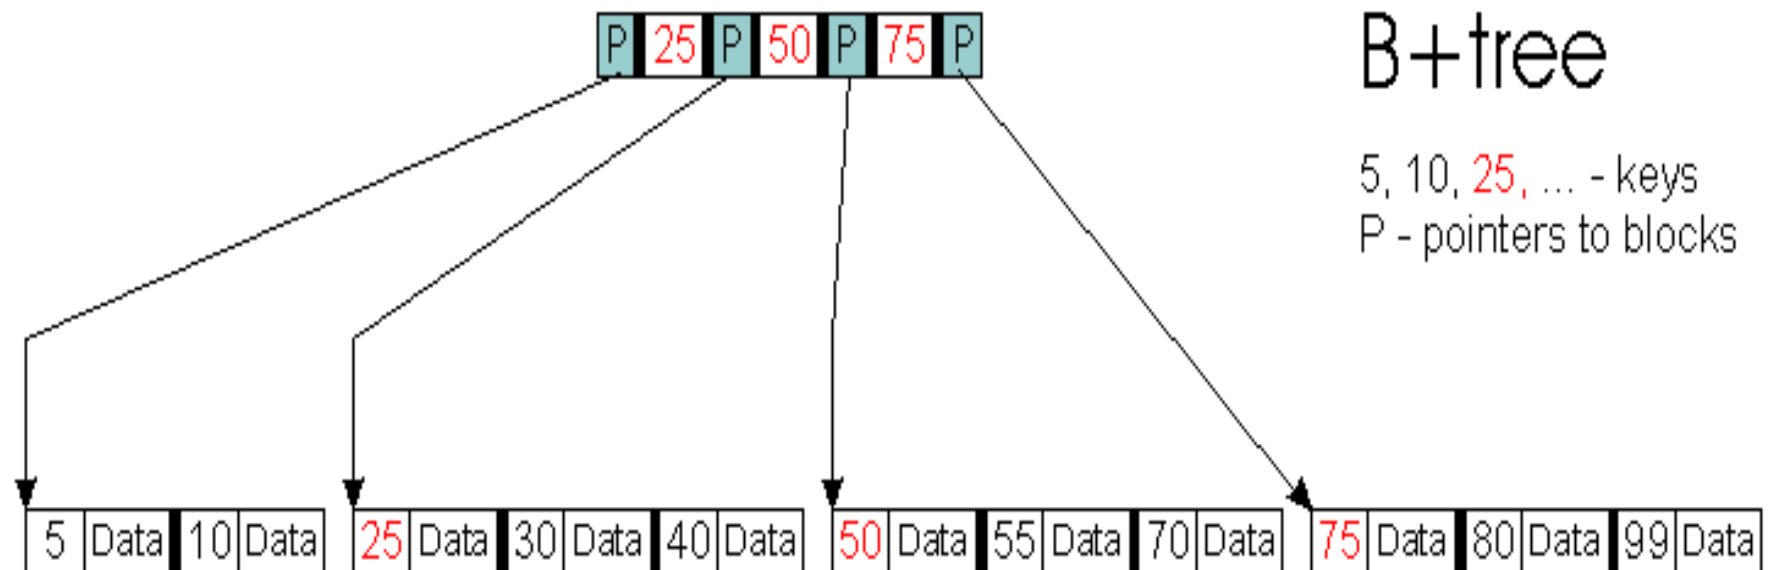 P 25 P 50 P 75 P
B+tree
5, 10, 25, ... - keys
P - pointers to blocks
5 Data 10 Data 25 Data 30 Data 40 Data 50 Data 55 Data 70 Data 75 Data 80 Data 99 Data